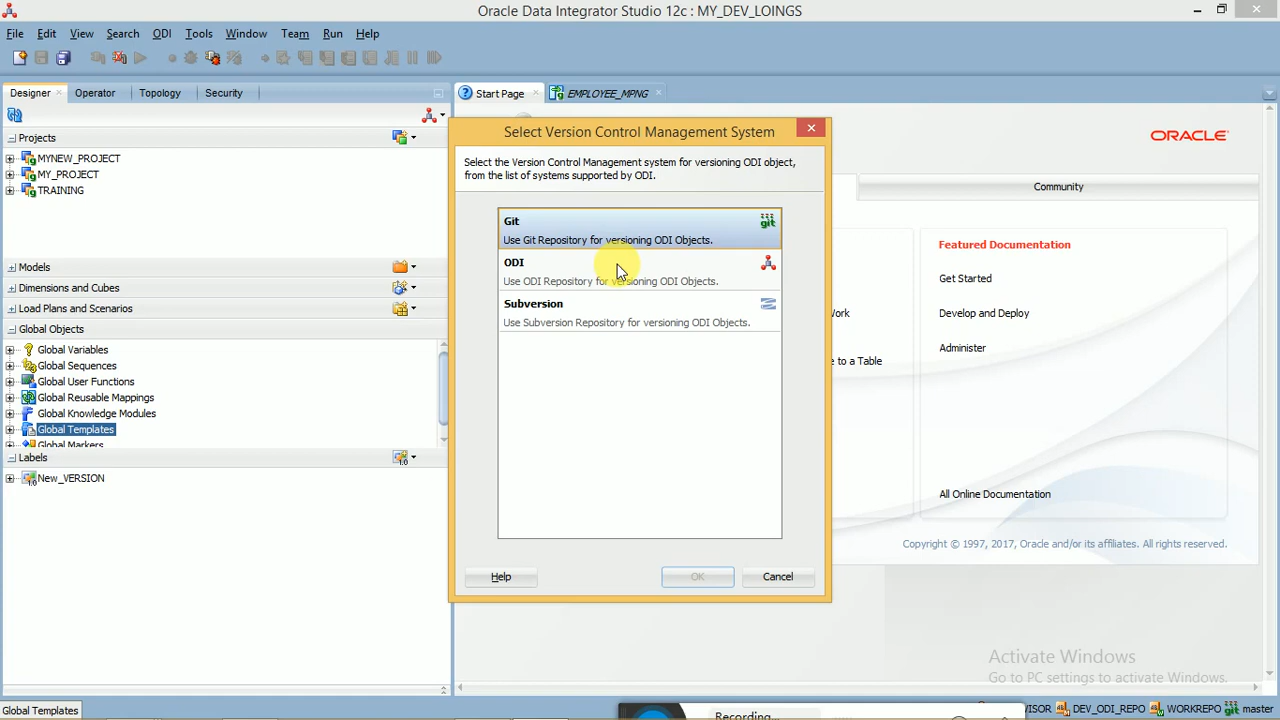 Oracle Data Integrator Studio 12c : MY_DEV_LOINGS
File Edit View Search ODI Tools Window Team Run Help
Designer Operator Topology Security
Start Page EMPLOYEE_MPNG
Projects
MYNEW_PROJECT
MY_PROJECT
TRAINING
Models
Dimensions and Cubes
Load Plans and Scenarios
Global Objects
Global Variables
Global Sequences
Global User Functions
Global Reusable Mappings
Global Knowledge Modules
Global Templates
Global Markers
Labels
New_VERSION
Select Version Control Management System
Select the Version Control Management system for versioning ODI object,
from the list of systems supported by ODI.
Git
git
Use Git Repository for versioning ODI Objects.
ODI
Use ODI Repository for versioning ODI Objects.
Subversion
Use Subversion Repository for versioning ODI Objects.
Help OK Cancel
ORACLE
Community
Featured Documentation
Get Started
Develop and Deploy
Administer
All Online Documentation
e to a Table
Copyright © 1997, 2017, Oracle and/or its affiliates. All rights reserved.
Activate Windows
Go to PC settings to activate Windows.
Global Templates
Recording...
VISOR DEV_ODI_REPO WORKREPO git master